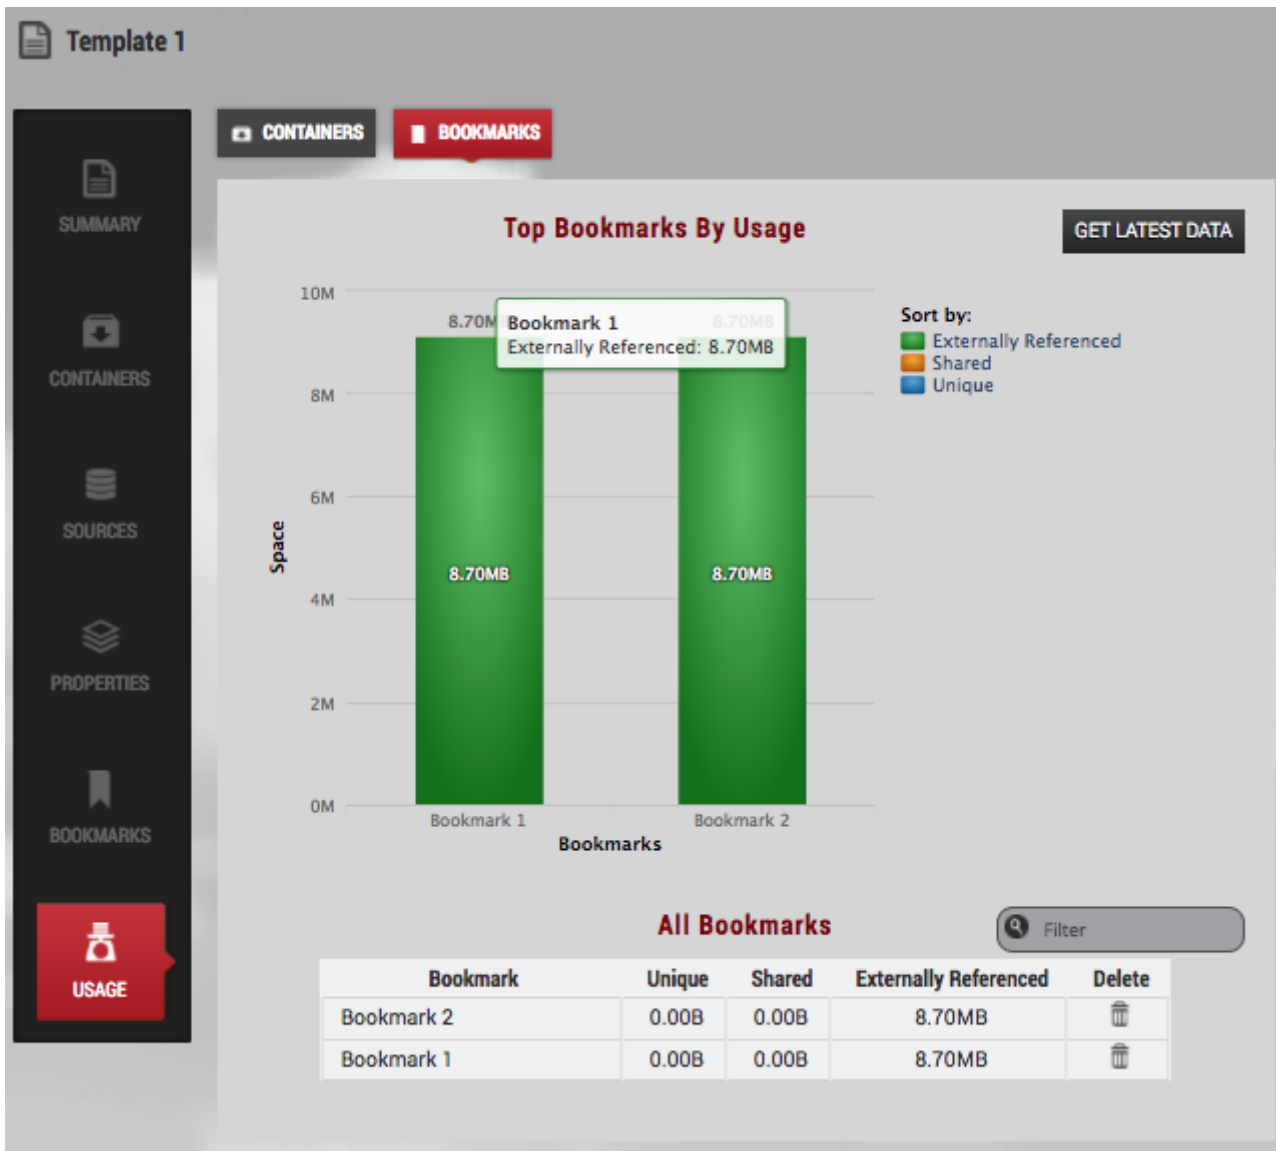 Template 1
CONTAINERS
BOOKMARKS
SUMMARY
CONTAINERS
SOURCES
PROPERTIES
BOOKMARKS
USAGE
Top Bookmarks By Usage
GET LATEST DATA
10M
8M
6M
4M
2M
0M
Space
8.70M
8.70MB
Bookmark 1
Externally Referenced: 8.70MB
8.70MB
8.70MB
Bookmark 1
Bookmark 2
Bookmarks
Sort by:
Externally Referenced
Shared
Unique
All Bookmarks
Filter
Bookmark Unique Shared Externally Referenced Delete
Bookmark 2 0.00B 0.00B 8.70MB
Bookmark 1 0.00B 0.00B 8.70MB